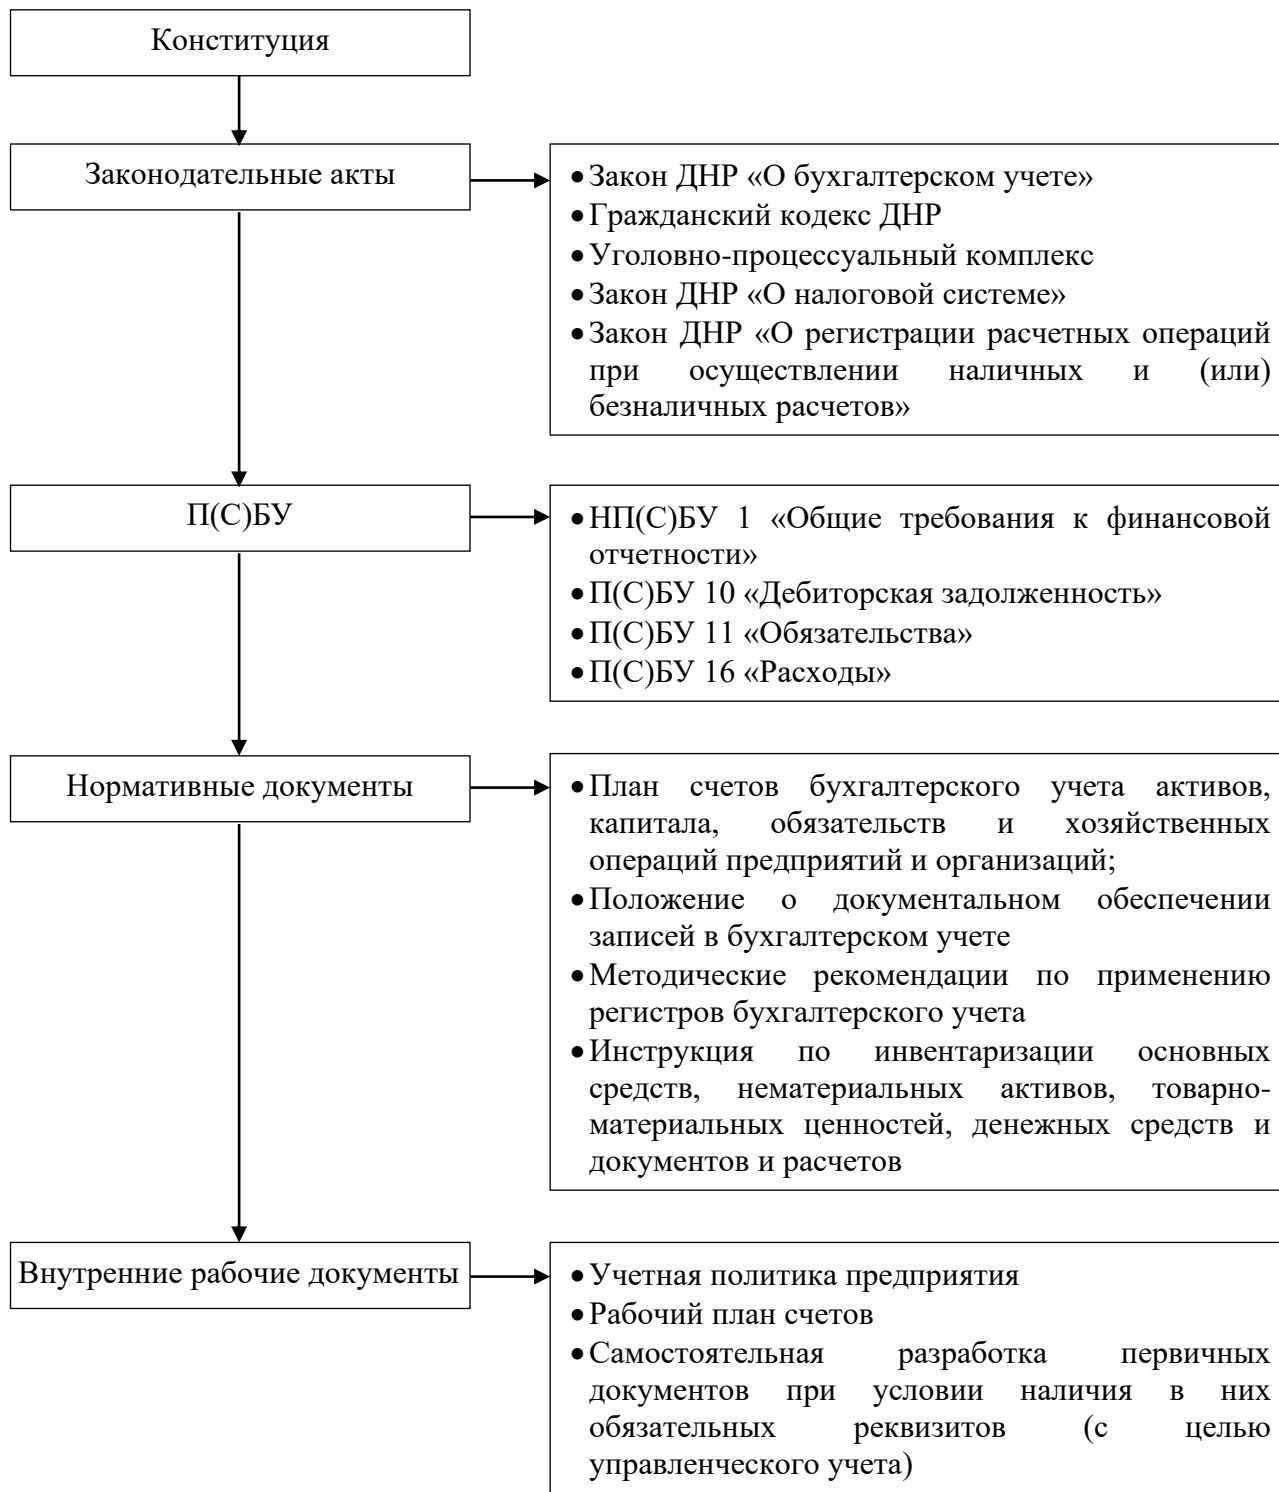 Конституция
Законодательные акты
• Закон ДНР «О бухгалтерском учете»
• Гражданский кодекс ДНР
• Уголовно-процессуальный комплекс
• Закон ДНР «О налоговой системе»
• Закон ДНР «О регистрации расчетных операций
при осуществлении наличных и (или)
безналичных расчетов»
П(С)БУ
• НП(С)БУ 1 «Общие требования к финансовой
отчетности»
• П(С)БУ 10 «Дебиторская задолженность»
• П(С)БУ 11 «Обязательства»
• П(С)БУ 16 «Расходы»
Нормативные документы
• План счетов бухгалтерского учета активов,
капитала, обязательств и хозяйственных
операций предприятий и организаций;
• Положение о документальном обеспечении
записей в бухгалтерском учете
• Методические рекомендации по применению
регистров бухгалтерского учета
• Инструкция по инвентаризации основных
средств, нематериальных активов, товарно-
материальных ценностей, денежных средств и
документов и расчетов
Внутренние рабочие документы
• Учетная политика предприятия
• Рабочий план счетов
• Самостоятельная разработка первичных
документов при условии наличия в них
обязательных реквизитов (с целью
управленческого учета)